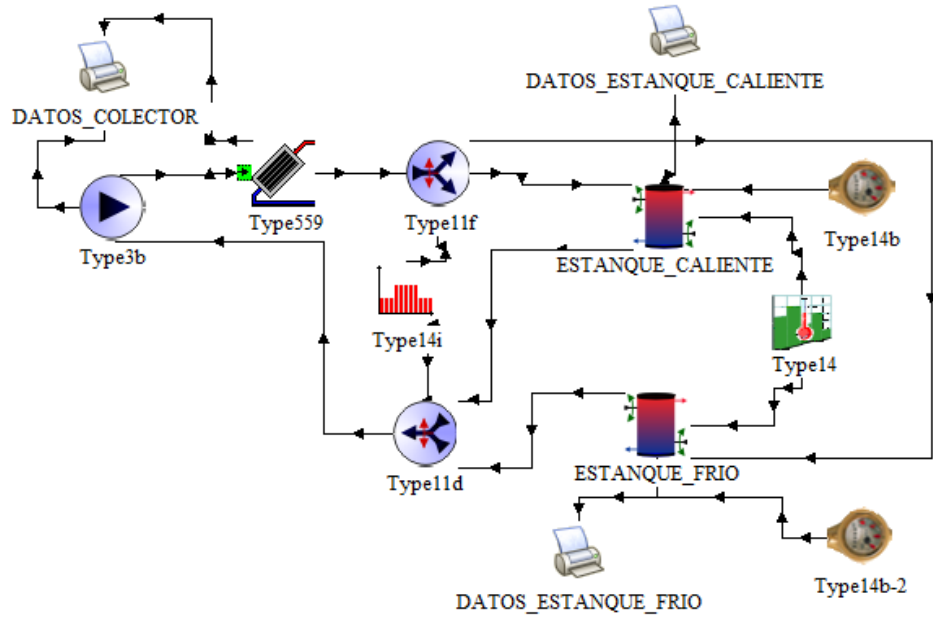 DATOS_ESTANQUE_CALIENTE
DATOS_COLECTOR
Type559
Type11f
Type14b
Type3b
ESTANQUE_CALIENTE
Type14i
Type14
ESTANQUE_FRIO
Type11d
Type14b-2
DATOS_ESTANQUE_FRIO